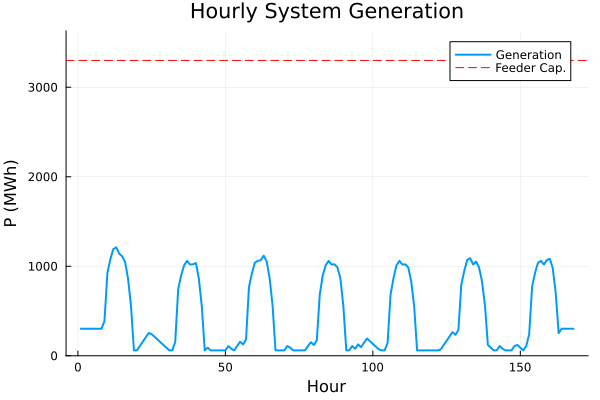 Hourly System Generation
P (MWh)
3000
2000
1000
0
Generation
Feeder Cap.
0
50
100
150
Hour